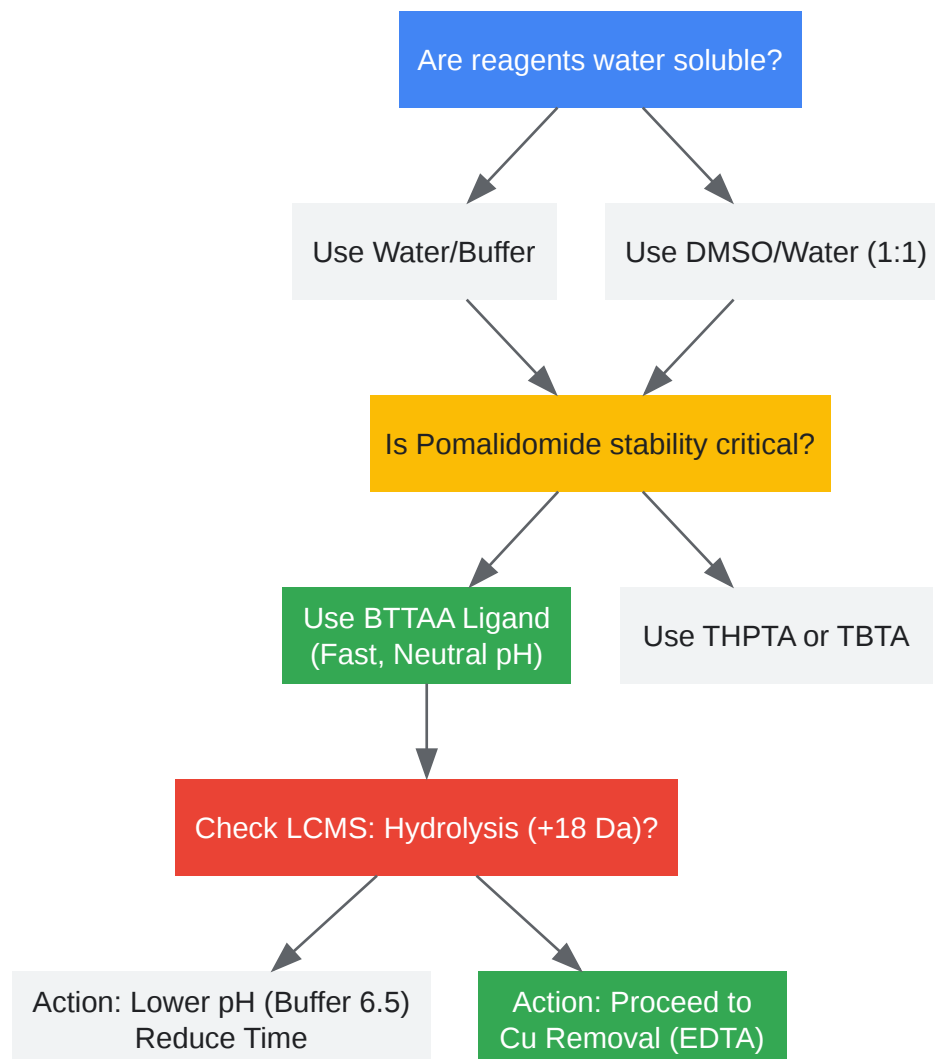 Are reagents water soluble?
Use Water/Buffer
Use DMSO/Water (1:1)
Is Pomalidomide stability critical?
Use BTTAA Ligand
(Fast, Neutral pH)
Use THPTA or TBTA
Check LCMS: Hydrolysis (+18 Da)?
Action: Lower pH (Buffer 6.5)
Reduce Time
Action: Proceed to
Cu Removal (EDTA)